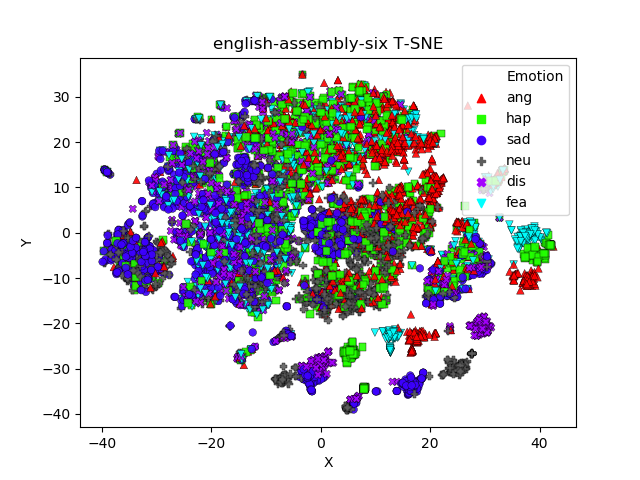 english-assembly-six T-SNE
Emotion
ang
hap
sad
neu
dis
fea
30
20
10
0
−10
−20
−30
−40
Y
−40
−20
0
20
40
X